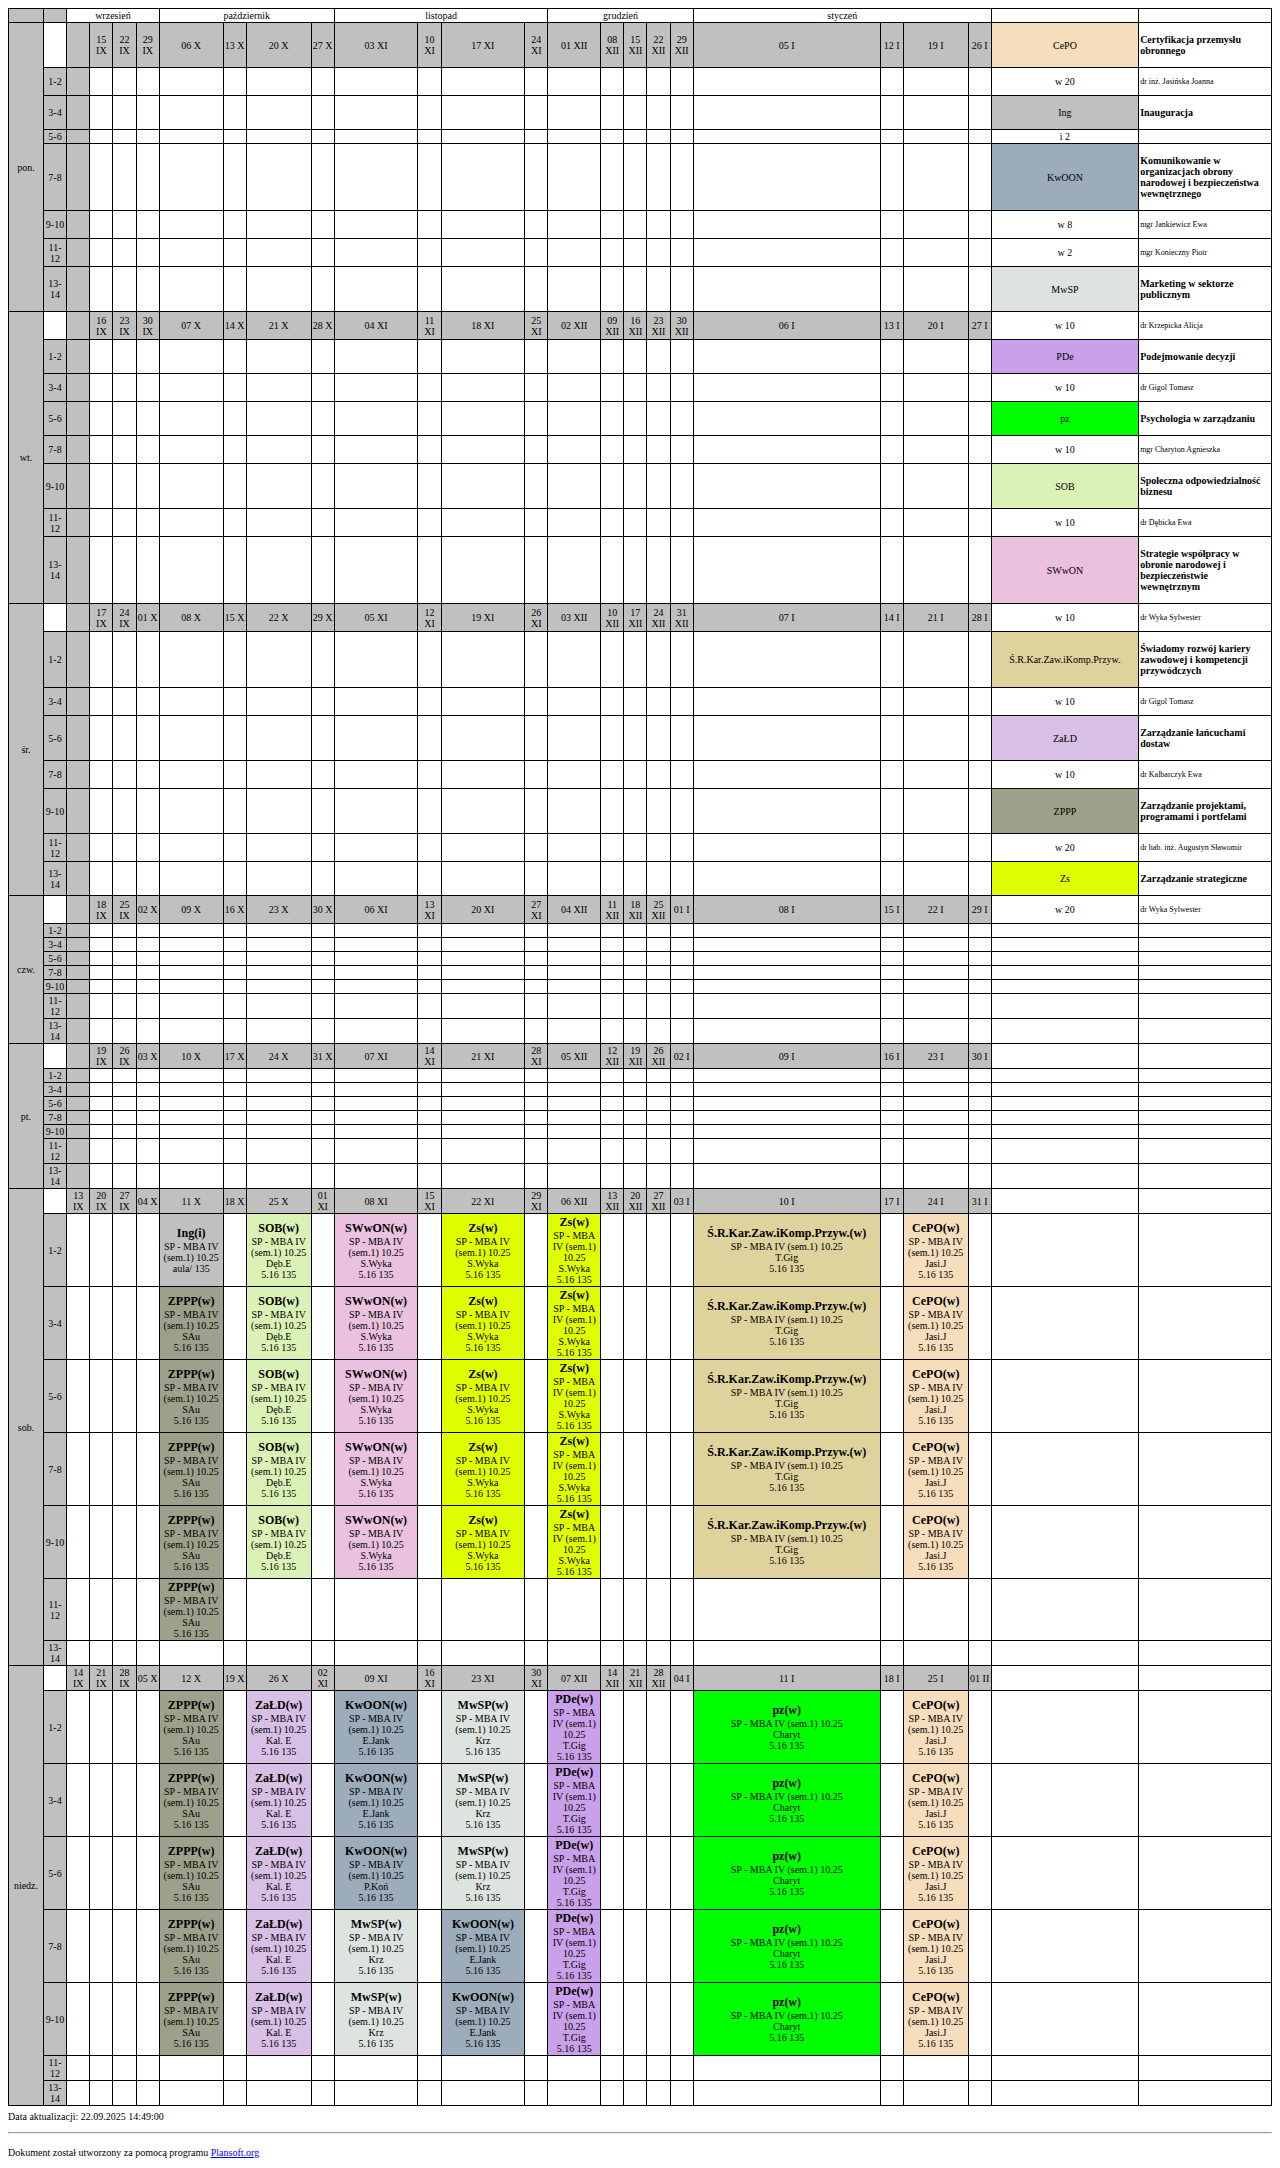 wrzesień październik listopad grudzień styczeń
pon. 15 IX 22 IX 29 IX 06 X 13 X 20 X 27 X 03 XI 10 XI 17 XI 24 XI 01 XII 08 XII 15 XII 22 XII 29 XII 05 I 12 I 19 I 26 I CePO Certyfikacja przemysłu obronnego
1-2 w 20 dr inż. Jasińska Joanna
3-4 Ing Inauguracja
5-6 i 2
7-8 KwOON Komunikowanie w organizacjach obrony narodowej i bezpieczeństwa wewnętrznego
9-10 w 8 mgr Jankiewicz Ewa
11-12 w 2 mgr Konieczny Piotr
13-14 MwSP Marketing w sektorze publicznym
wt. 16 IX 23 IX 30 IX 07 X 14 X 21 X 28 X 04 XI 11 XI 18 XI 25 XI 02 XII 09 XII 16 XII 23 XII 30 XII 06 I 13 I 20 I 27 I w 10 dr Krzepicka Alicja
1-2 PDe Podejmowanie decyzji
3-4 w 10 dr Gigol Tomasz
5-6 pz Psychologia w zarządzaniu
7-8 w 10 mgr Charyton Agnieszka
9-10 SOB Społeczna odpowiedzialność biznesu
11-12 w 10 dr Dębicka Ewa
13-14 SWwON Strategie współpracy w obronie narodowej i bezpieczeństwie wewnętrznym
śr. 17 IX 24 IX 01 X 08 X 15 X 22 X 29 X 05 XI 12 XI 19 XI 26 XI 03 XII 10 XII 17 XII 24 XII 31 XII 07 I 14 I 21 I 28 I w 10 dr Wyka Sylwester
1-2 Ś.R.Kar.Zaw.iKomp.Przyw. Świadomy rozwój kariery zawodowej i kompetencji przywódczych
3-4 w 10 dr Gigol Tomasz
5-6 ZaŁD Zarządzanie łańcuchami dostaw
7-8 w 10 dr Kalbarczyk Ewa
9-10 ZPPP Zarządzanie projektami, programami i portfelami
11-12 w 20 dr hab. inż. Augustyn Sławomir
13-14 Zs Zarządzanie strategiczne
czw. 18 IX 25 IX 02 X 09 X 16 X 23 X 30 X 06 XI 13 XI 20 XI 27 XI 04 XII 11 XII 18 XII 25 XII 01 I 08 I 15 I 22 I 29 I w 20 dr Wyka Sylwester
1-2
3-4
5-6
7-8
9-10
11-12
13-14
pt. 19 IX 26 IX 03 X 10 X 17 X 24 X 31 X 07 XI 14 XI 21 XI 28 XI 05 XII 12 XII 19 XII 26 XII 02 I 09 I 16 I 23 I 30 I
1-2
3-4
5-6
7-8
9-10
11-12
13-14
sob. 13 IX 20 IX 27 IX 04 X 11 X 18 X 25 X 01 XI 08 XI 15 XI 22 XI 29 XI 06 XII 13 XII 20 XII 27 XII 03 I 10 I 17 I 24 I 31 I
1-2 Ing(i) SP - MBA IV (sem.1) 10.25 aula/ 135 SOB(w) SP - MBA IV (sem.1) 10.25 Dęb.E 5.16 135 SWwON(w) SP - MBA IV (sem.1) 10.25 S.Wyka 5.16 135 Zs(w) SP - MBA IV (sem.1) 10.25 S.Wyka 5.16 135 Zs(w) SP - MBA IV (sem.1) 10.25 S.Wyka 5.16 135 Ś.R.Kar.Zaw.iKomp.Przyw.(w) SP - MBA IV (sem.1) 10.25 T.Gig 5.16 135 CePO(w) SP - MBA IV (sem.1) 10.25 Jasi.J 5.16 135
3-4 ZPPP(w) SP - MBA IV (sem.1) 10.25 SAu 5.16 135 SOB(w) SP - MBA IV (sem.1) 10.25 Dęb.E 5.16 135 SWwON(w) SP - MBA IV (sem.1) 10.25 S.Wyka 5.16 135 Zs(w) SP - MBA IV (sem.1) 10.25 S.Wyka 5.16 135 Zs(w) SP - MBA IV (sem.1) 10.25 S.Wyka 5.16 135 Ś.R.Kar.Zaw.iKomp.Przyw.(w) SP - MBA IV (sem.1) 10.25 T.Gig 5.16 135 CePO(w) SP - MBA IV (sem.1) 10.25 Jasi.J 5.16 135
5-6 ZPPP(w) SP - MBA IV (sem.1) 10.25 SAu 5.16 135 SOB(w) SP - MBA IV (sem.1) 10.25 Dęb.E 5.16 135 SWwON(w) SP - MBA IV (sem.1) 10.25 S.Wyka 5.16 135 Zs(w) SP - MBA IV (sem.1) 10.25 S.Wyka 5.16 135 Zs(w) SP - MBA IV (sem.1) 10.25 S.Wyka 5.16 135 Ś.R.Kar.Zaw.iKomp.Przyw.(w) SP - MBA IV (sem.1) 10.25 T.Gig 5.16 135 CePO(w) SP - MBA IV (sem.1) 10.25 Jasi.J 5.16 135
7-8 ZPPP(w) SP - MBA IV (sem.1) 10.25 SAu 5.16 135 SOB(w) SP - MBA IV (sem.1) 10.25 Dęb.E 5.16 135 SWwON(w) SP - MBA IV (sem.1) 10.25 S.Wyka 5.16 135 Zs(w) SP - MBA IV (sem.1) 10.25 S.Wyka 5.16 135 Zs(w) SP - MBA IV (sem.1) 10.25 S.Wyka 5.16 135 Ś.R.Kar.Zaw.iKomp.Przyw.(w) SP - MBA IV (sem.1) 10.25 T.Gig 5.16 135 CePO(w) SP - MBA IV (sem.1) 10.25 Jasi.J 5.16 135
9-10 ZPPP(w) SP - MBA IV (sem.1) 10.25 SAu 5.16 135 SOB(w) SP - MBA IV (sem.1) 10.25 Dęb.E 5.16 135 SWwON(w) SP - MBA IV (sem.1) 10.25 S.Wyka 5.16 135 Zs(w) SP - MBA IV (sem.1) 10.25 S.Wyka 5.16 135 Zs(w) SP - MBA IV (sem.1) 10.25 S.Wyka 5.16 135 Ś.R.Kar.Zaw.iKomp.Przyw.(w) SP - MBA IV (sem.1) 10.25 T.Gig 5.16 135 CePO(w) SP - MBA IV (sem.1) 10.25 Jasi.J 5.16 135
11-12 ZPPP(w) SP - MBA IV (sem.1) 10.25 SAu 5.16 135
13-14
niedz. 14 IX 21 IX 28 IX 05 X 12 X 19 X 26 X 02 XI 09 XI 16 XI 23 XI 30 XI 07 XII 14 XII 21 XII 28 XII 04 I 11 I 18 I 25 I 01 II
1-2 ZPPP(w) SP - MBA IV (sem.1) 10.25 SAu 5.16 135 ZaŁD(w) SP - MBA IV (sem.1) 10.25 Kal. E 5.16 135 KwOON(w) SP - MBA IV (sem.1) 10.25 E.Jank 5.16 135 MwSP(w) SP - MBA IV (sem.1) 10.25 Krz 5.16 135 PDe(w) SP - MBA IV (sem.1) 10.25 T.Gig 5.16 135 pz(w) SP - MBA IV (sem.1) 10.25 Charyt 5.16 135 CePO(w) SP - MBA IV (sem.1) 10.25 Jasi.J 5.16 135
3-4 ZPPP(w) SP - MBA IV (sem.1) 10.25 SAu 5.16 135 ZaŁD(w) SP - MBA IV (sem.1) 10.25 Kal. E 5.16 135 KwOON(w) SP - MBA IV (sem.1) 10.25 E.Jank 5.16 135 MwSP(w) SP - MBA IV (sem.1) 10.25 Krz 5.16 135 PDe(w) SP - MBA IV (sem.1) 10.25 T.Gig 5.16 135 pz(w) SP - MBA IV (sem.1) 10.25 Charyt 5.16 135 CePO(w) SP - MBA IV (sem.1) 10.25 Jasi.J 5.16 135
5-6 ZPPP(w) SP - MBA IV (sem.1) 10.25 SAu 5.16 135 ZaŁD(w) SP - MBA IV (sem.1) 10.25 Kal. E 5.16 135 KwOON(w) SP - MBA IV (sem.1) 10.25 P.Koń 5.16 135 MwSP(w) SP - MBA IV (sem.1) 10.25 Krz 5.16 135 PDe(w) SP - MBA IV (sem.1) 10.25 T.Gig 5.16 135 pz(w) SP - MBA IV (sem.1) 10.25 Charyt 5.16 135 CePO(w) SP - MBA IV (sem.1) 10.25 Jasi.J 5.16 135
7-8 ZPPP(w) SP - MBA IV (sem.1) 10.25 SAu 5.16 135 ZaŁD(w) SP - MBA IV (sem.1) 10.25 Kal. E 5.16 135 MwSP(w) SP - MBA IV (sem.1) 10.25 Krz 5.16 135 KwOON(w) SP - MBA IV (sem.1) 10.25 E.Jank 5.16 135 PDe(w) SP - MBA IV (sem.1) 10.25 T.Gig 5.16 135 pz(w) SP - MBA IV (sem.1) 10.25 Charyt 5.16 135 CePO(w) SP - MBA IV (sem.1) 10.25 Jasi.J 5.16 135
9-10 ZPPP(w) SP - MBA IV (sem.1) 10.25 SAu 5.16 135 ZaŁD(w) SP - MBA IV (sem.1) 10.25 Kal. E 5.16 135 MwSP(w) SP - MBA IV (sem.1) 10.25 Krz 5.16 135 KwOON(w) SP - MBA IV (sem.1) 10.25 E.Jank 5.16 135 PDe(w) SP - MBA IV (sem.1) 10.25 T.Gig 5.16 135 pz(w) SP - MBA IV (sem.1) 10.25 Charyt 5.16 135 CePO(w) SP - MBA IV (sem.1) 10.25 Jasi.J 5.16 135
11-12
13-14
Data aktualizacji: 22.09.2025 14:49:00
Dokument został utworzony za pomocą programu Plansoft.org